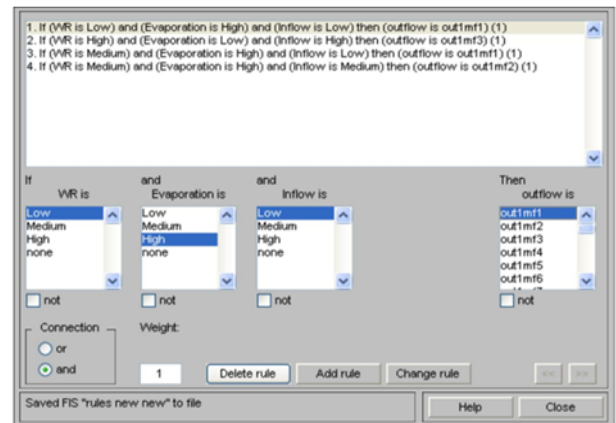 1. If (WR is Low) and (Evaporation is High) and (Inflow is Low) then (outflow is out1mf1) (1)
2. If (WR is High) and (Evaporation is Low) and (Inflow is High) then (outflow is out1mf3) (1)
3. If (WR is Medium) and (Evaporation is High) and (Inflow is Low) then (outflow is out1mf1) (1)
4. If (WR is Medium) and (Evaporation is High) and (Inflow is Medium) then (outflow is out1mf2) (1)
If and and Then
WR is Evaporation is Inflow is outflow is
Low Low Low out1mf1
Medium Medium Medium out1mf2
High High High out1mf3
none none none out1mf4
out1mf5
out1mf6
not not not not
Connection Weight:
or
and 1 Delete rule Add rule Change rule << >>
Saved FIS "rules new new" to file Help Close